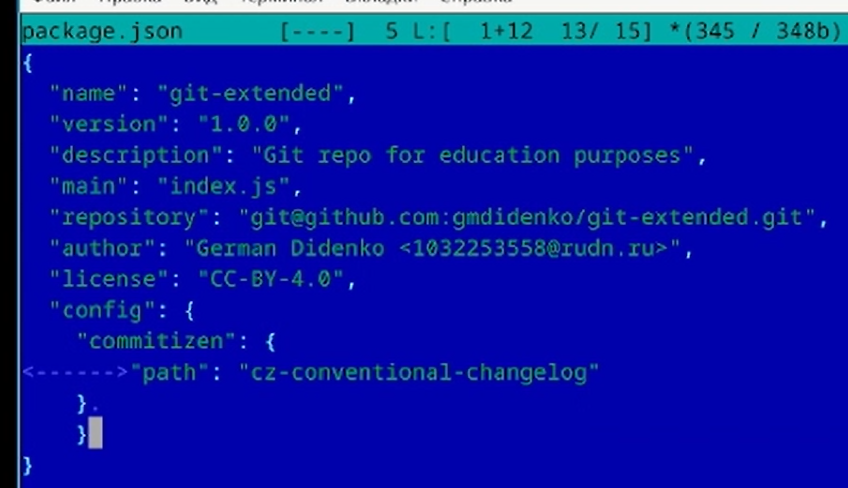 package.json [----] 5 L:[ 1+12 13/ 15] *(345 / 348b)
{
"name": "git-extended",
"version": "1.0.0",
"description": "Git repo for education purposes",
"main": "index.js",
"repository": "git@github.com:gmdidenko/git-extended.git",
"author": "German Didenko <1032253558@rudn.ru>",
"license": "CC-BY-4.0",
"config": {
"commitizen": {
<------>"path": "cz-conventional-changelog"
}.
}
}